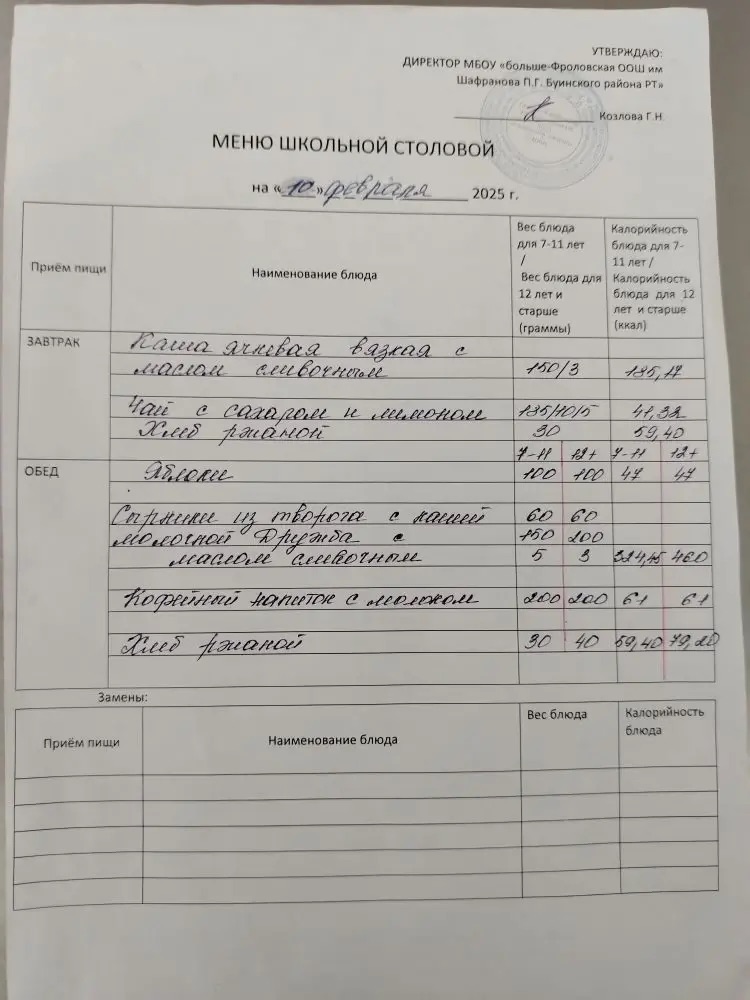 УТВЕРЖДАЮ:
ДИРЕКТОР МБОУ «больше-Фроловская ООШ им
Шафранова П.Г. Буинского района РТ»
Козлова Г.Н.
МЕНЮ ШКОЛЬНОЙ СТОЛОВОЙ
на «10» февраля 2025 г.
Приём пищи
Наименование блюда
Вес блюда
для 7-11 лет
/
Вес блюда для
12 лет и
старше
(граммы)
Калорийность
блюда для 7-
11 лет /
Калорийность
блюда для 12
лет и старше
(ккал)
ЗАВТРАК
Каша ячневая вязкая с
маслом сливочным 150/3 185,17
Чай с сахаром и лимоном 185/10/5 41,32
Хлеб ржаной 30 59,40
7-11 12+ 7-11 12+
ОБЕД
Яблоки 100 100 47 47
Сырники из творога с кашей 60 60
молочной Дружба с 150 200
маслом сливочным 5 3 324,45 460
Кофейный напиток с молоком 200 200 61 61
Хлеб ржаной 30 40 59,40 79,20
Замены:
Приём пищи
Наименование блюда
Вес блюда
Калорийность
блюда